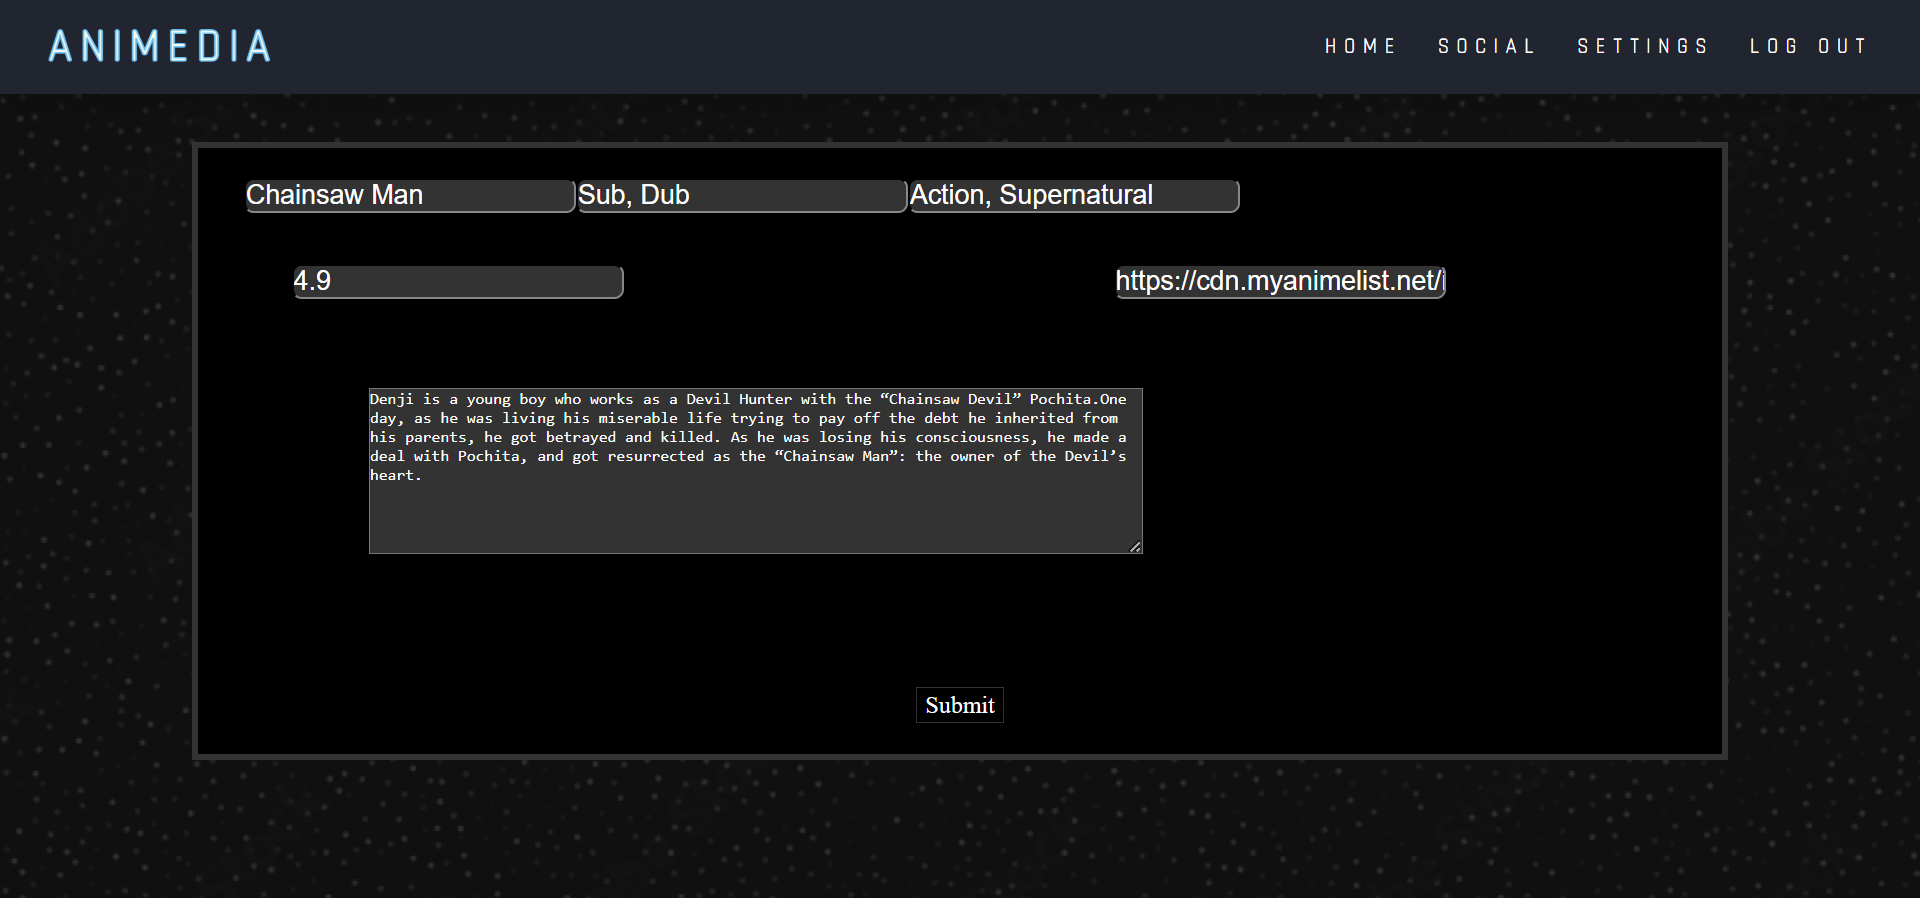 ANIMEDIA
HOME SOCIAL SETTINGS LOG OUT
Chainsaw Man Sub, Dub Action, Supernatural
4.9 https://cdn.myanimelist.net/i
Denji is a young boy who works as a Devil Hunter with the “Chainsaw Devil” Pochita.One
day, as he was living his miserable life trying to pay off the debt he inherited from
his parents, he got betrayed and killed. As he was losing his consciousness, he made a
deal with Pochita, and got resurrected as the “Chainsaw Man”: the owner of the Devil’s
heart.
Submit